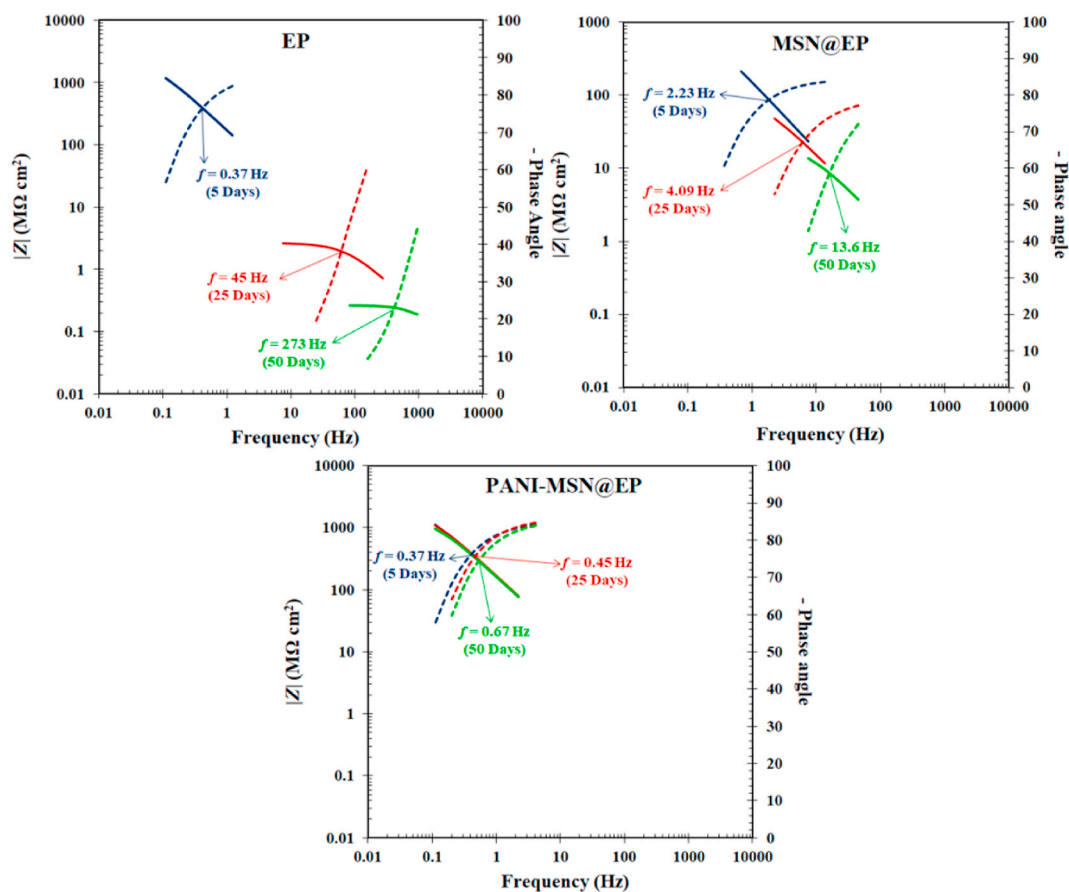 EP
10000
1000
100
10
1
0.1
0.01
|Z| (MΩ cm²)
100
90
80
70
60
50
40
30
20
10
0
- Phase Angle
f = 0.37 Hz
(5 Days)
f = 45 Hz
(25 Days)
f = 273 Hz
(50 Days)
0.01 0.1 1 10 100 1000 10000
Frequency (Hz)
MSN@EP
1000
100
10
1
0.1
0.01
|Z| (MΩ cm²)
100
90
80
70
60
50
40
30
20
10
0
- Phase angle
f = 2.23 Hz
(5 Days)
f = 4.09 Hz
(25 Days)
f = 13.6 Hz
(50 Days)
0.01 0.1 1 10 100 1000 10000
Frequency (Hz)
PANI-MSN@EP
10000
1000
100
10
1
0.1
0.01
|Z| (MΩ cm²)
100
90
80
70
60
50
40
30
20
10
0
- Phase angle
f = 0.37 Hz
(5 Days)
f = 0.45 Hz
(25 Days)
f = 0.67 Hz
(50 Days)
0.01 0.1 1 10 100 1000 10000
Frequency (Hz)